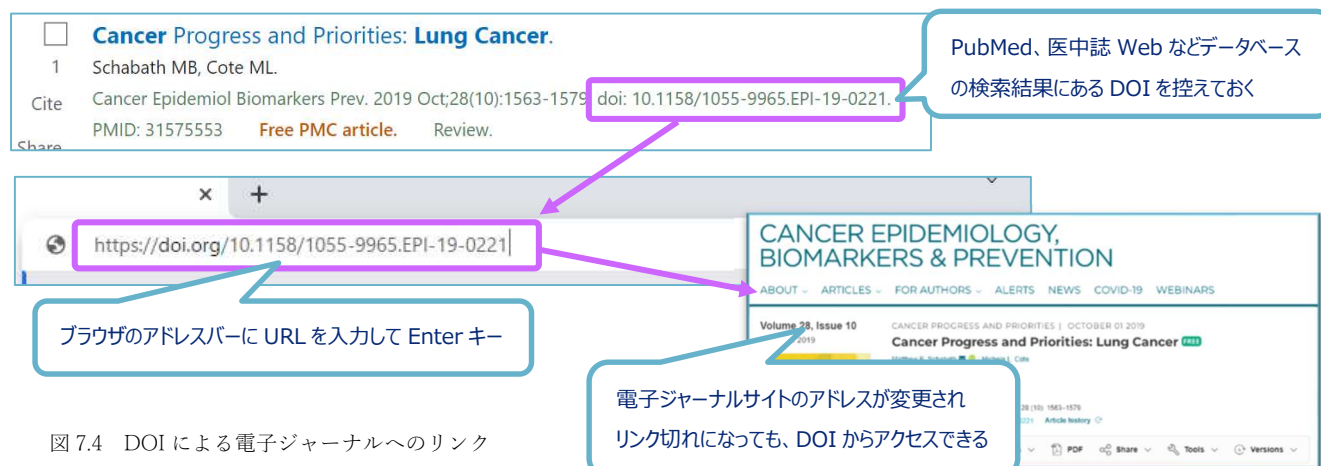 Cancer Progress and Priorities: Lung Cancer.
1 Schabath MB, Cote ML.
Cite Cancer Epidemiol Biomarkers Prev. 2019 Oct;28(10):1563-1579. doi: 10.1158/1055-9965.EPI-19-0221.
PMID: 31575553 Free PMC article. Review.
Share
PubMed、医中誌 Web などデータベース
の検索結果にある DOI を控えておく
× +
https://doi.org/10.1158/1055-9965.EPI-19-0221
ブラウザのアドレスバーに URL を入力して Enter キー
CANCER EPIDEMIOLOGY,
BIOMARKERS & PREVENTION
ABOUT ARTICLES FOR AUTHORS ALERTS NEWS COVID-19 WEBINARS
Volume 28, Issue 10 CANCER PROGRESS AND PRIORITIES | OCTOBER 01 2019
2019 Cancer Progress and Priorities: Lung Cancer FREE
28 (10): 1563–1579
0221 Article history
PDF Share Tools Versions
電子ジャーナルサイトのアドレスが変更され
リンク切れになっても、DOI からアクセスできる
図 7.4 DOI による電子ジャーナルへのリンク